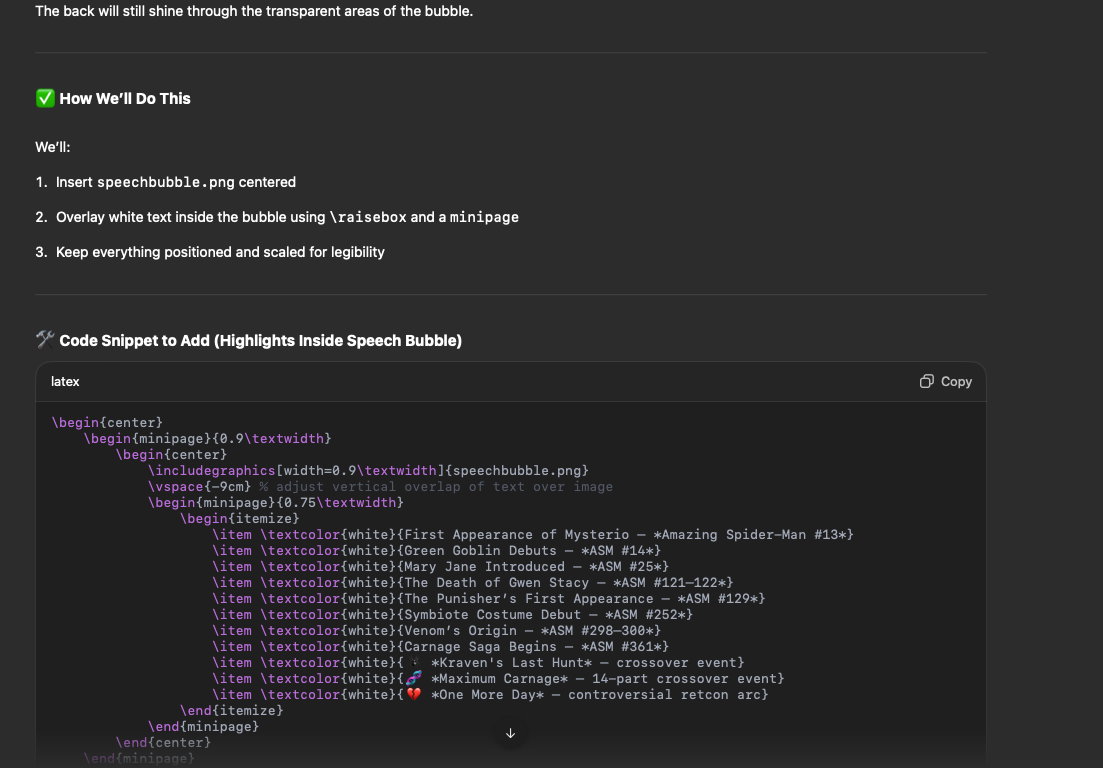 The back will still shine through the transparent areas of the bubble.
✅ How We’ll Do This
We’ll:
1. Insert speechbubble.png centered
2. Overlay white text inside the bubble using \raisebox and a minipage
3. Keep everything positioned and scaled for legibility
🛠 Code Snippet to Add (Highlights Inside Speech Bubble)
latex
Copy
\begin{center}
    \begin{minipage}{0.9\textwidth}
        \begin{center}
            \includegraphics[width=0.9\textwidth]{speechbubble.png}
            \vspace{-9cm} % adjust vertical overlap of text over image
            \begin{minipage}{0.75\textwidth}
                \begin{itemize}
                    \item \textcolor{white}{First Appearance of Mysterio — *Amazing Spider-Man #13*}
                    \item \textcolor{white}{Green Goblin Debuts — *ASM #14*}
                    \item \textcolor{white}{Mary Jane Introduced — *ASM #25*}
                    \item \textcolor{white}{The Death of Gwen Stacy — *ASM #121–122*}
                    \item \textcolor{white}{The Punisher’s First Appearance — *ASM #129*}
                    \item \textcolor{white}{Symbiote Costume Debut — *ASM #252*}
                    \item \textcolor{white}{Venom’s Origin — *ASM #298–300*}
                    \item \textcolor{white}{Carnage Saga Begins — *ASM #361*}
                    \item \textcolor{white}{🕷 *Kraven's Last Hunt* — crossover event}
                    \item \textcolor{white}{🧬 *Maximum Carnage* — 14-part crossover event}
                    \item \textcolor{white}{💔 *One More Day* — controversial retcon arc}
                \end{itemize}
            \end{minipage}
        \end{center}
    \end{minipage}